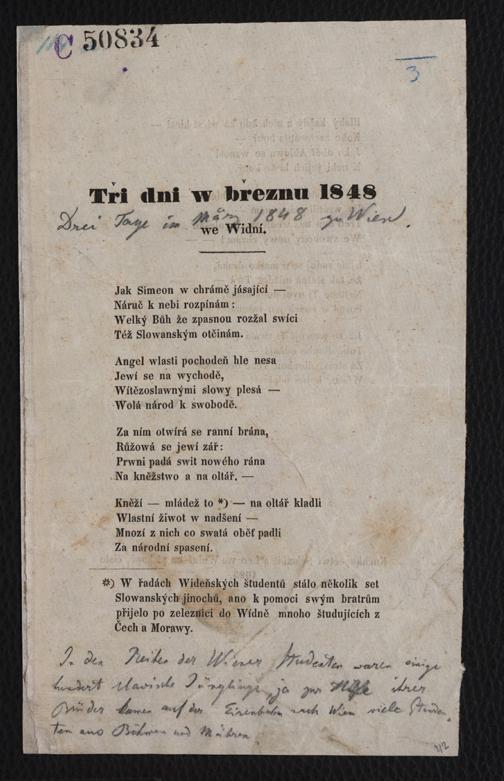 C 50834
3
Tři dni w březnu 1848
Drei Tage in März 1848 zu Wien.
we Widni.
Jak Simeon w chrámě jásající —
Náruč k nebi rozpínám :
Welký Bůh že zpasnou rozžal swíci
Též Slowanským otčinám.
Angel wlasti pochodeň hle nesa
Jewí se na wychodě,
Wítězoslawnými slowy plesá —
Wolá národ k swobodě.
Za ním otwírá se ranní brána,
Růžowá se jewí zář:
Prwni padá swit nowého rána
Na kněžstwo a na oltář. —
Kněží — mládež to *) — na oltář kladli
Wlastní žiwot w nadšení —
Mnozí z nich co swatá oběť padli
Za národní spasení.
*) W řadách Wideňských študentů stálo několik set
Slowanských jinochů, ano k pomoci swým bratrům
přijelo po zeleznici do Wídně mnoho študujících z
Čech a Morawy.
In den Reihen der Wiener Studenten waren einige
hundert slavische Jünglinge, ja zur Hilfe ihrer
Brüder kamen auf der Eisenbahn nach Wien viele Studen-
ten aus Böhmen und Mähren.